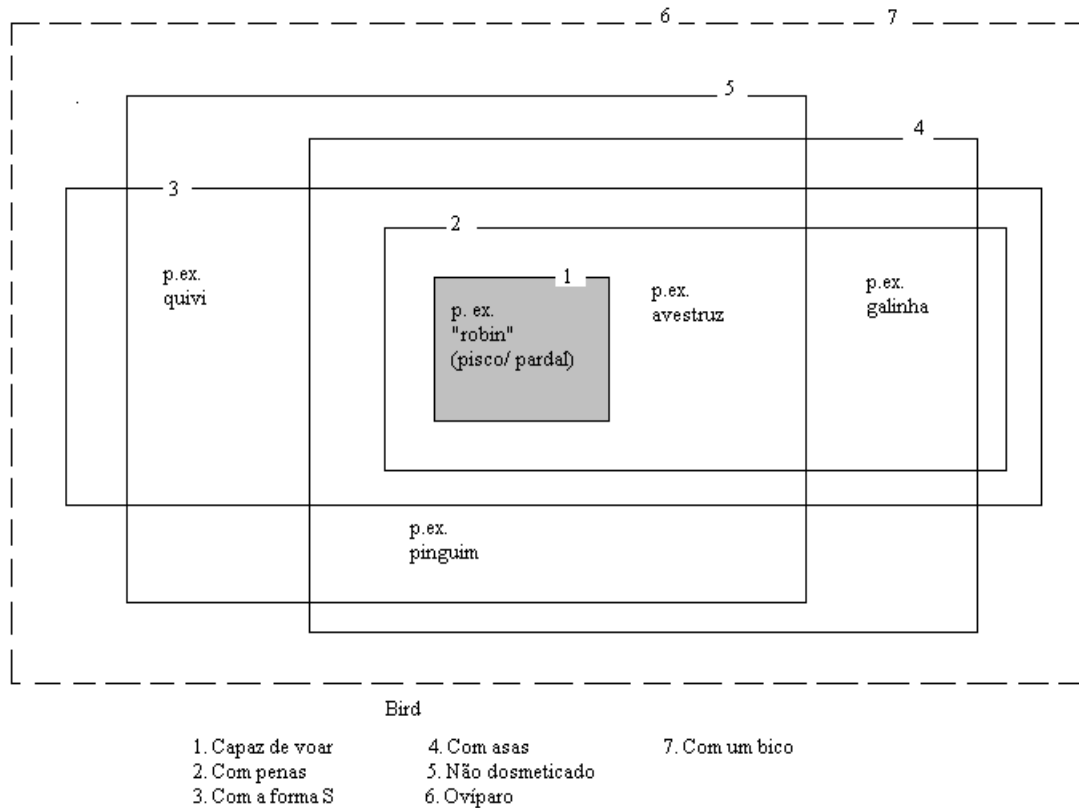 6
7
5
4
3
2
1
p.ex.
quivi
p. ex.
"robin"
(pisco/ pardal)
p.ex.
avestruz
p.ex.
galinha
p.ex.
pinguim
Bird
1. Capaz de voar
2. Com penas
3. Com a forma S
4. Com asas
5. Não dosmeticado
6. Ovíparo
7. Com um bico